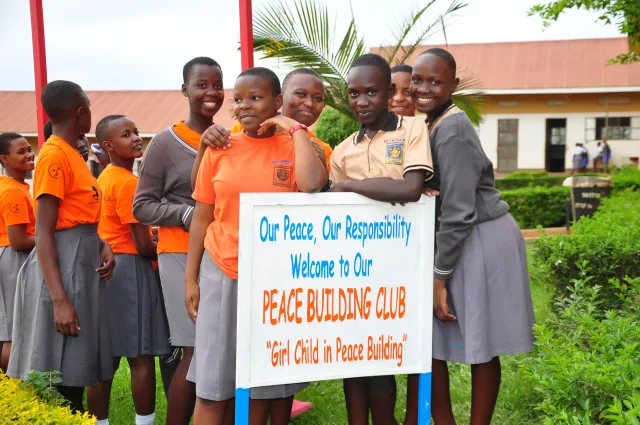 Our Peace, Our Responsibility
Welcome to Our
PEACE BUILDING CLUB
"Girl Child in Peace Building"